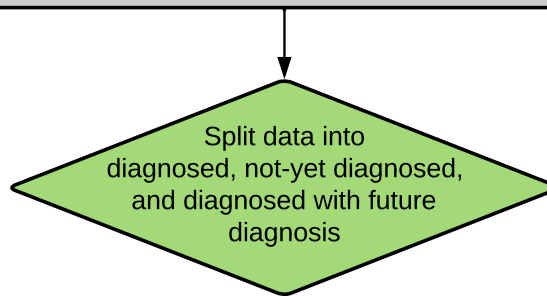 Split data into
diagnosed, not-yet diagnosed,
and diagnosed with future
diagnosis